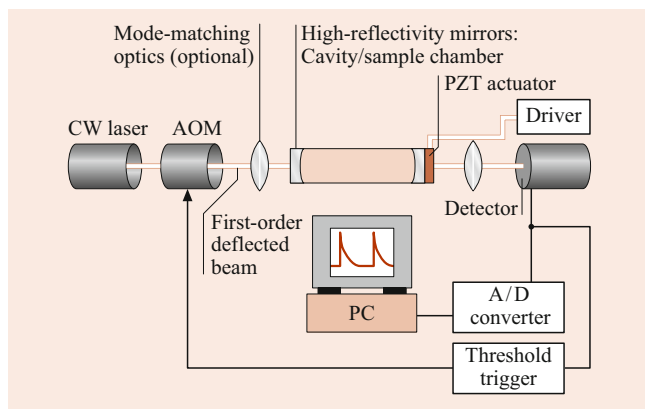 Mode-matching
optics (optional)
High-reflectivity mirrors:
Cavity/sample chamber
PZT actuator
Driver
CW laser
AOM
First-order
deflected
beam
Detector
PC
A/D
converter
Threshold
trigger